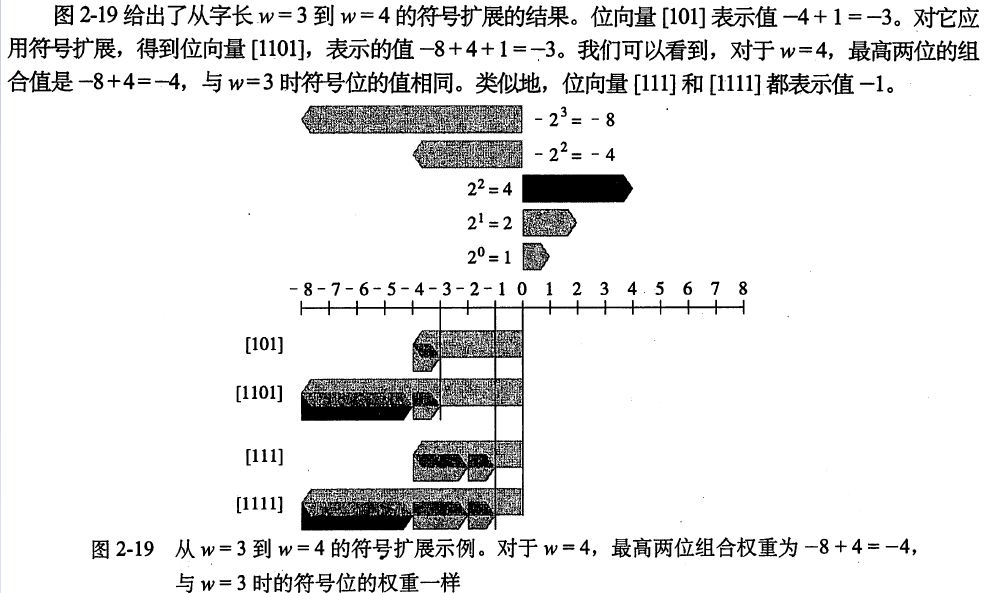 图 2-19 给出了从字长 w=3 到 w=4 的符号扩展的结果。位向量 [101] 表示值 −4+1=−3。对它应
用符号扩展，得到位向量 [1101]，表示的值 −8+4+1=−3。我们可以看到，对于 w=4，最高两位的组
合值是 −8+4=−4，与 w=3 时符号位的值相同。类似地，位向量 [111] 和 [1111] 都表示值 −1。
-2³= -8
-2²= -4
2²=4
2¹=2
2⁰=1
-8 -7 -6 -5 -4 -3 -2 -1 0 1 2 3 4 5 6 7 8
[101]
[1101]
[111]
[1111]
图 2-19 从 w=3 到 w=4 的符号扩展示例。对于 w=4，最高两位组合权重为 −8+4=−4，
与 w=3 时的符号位的权重一样